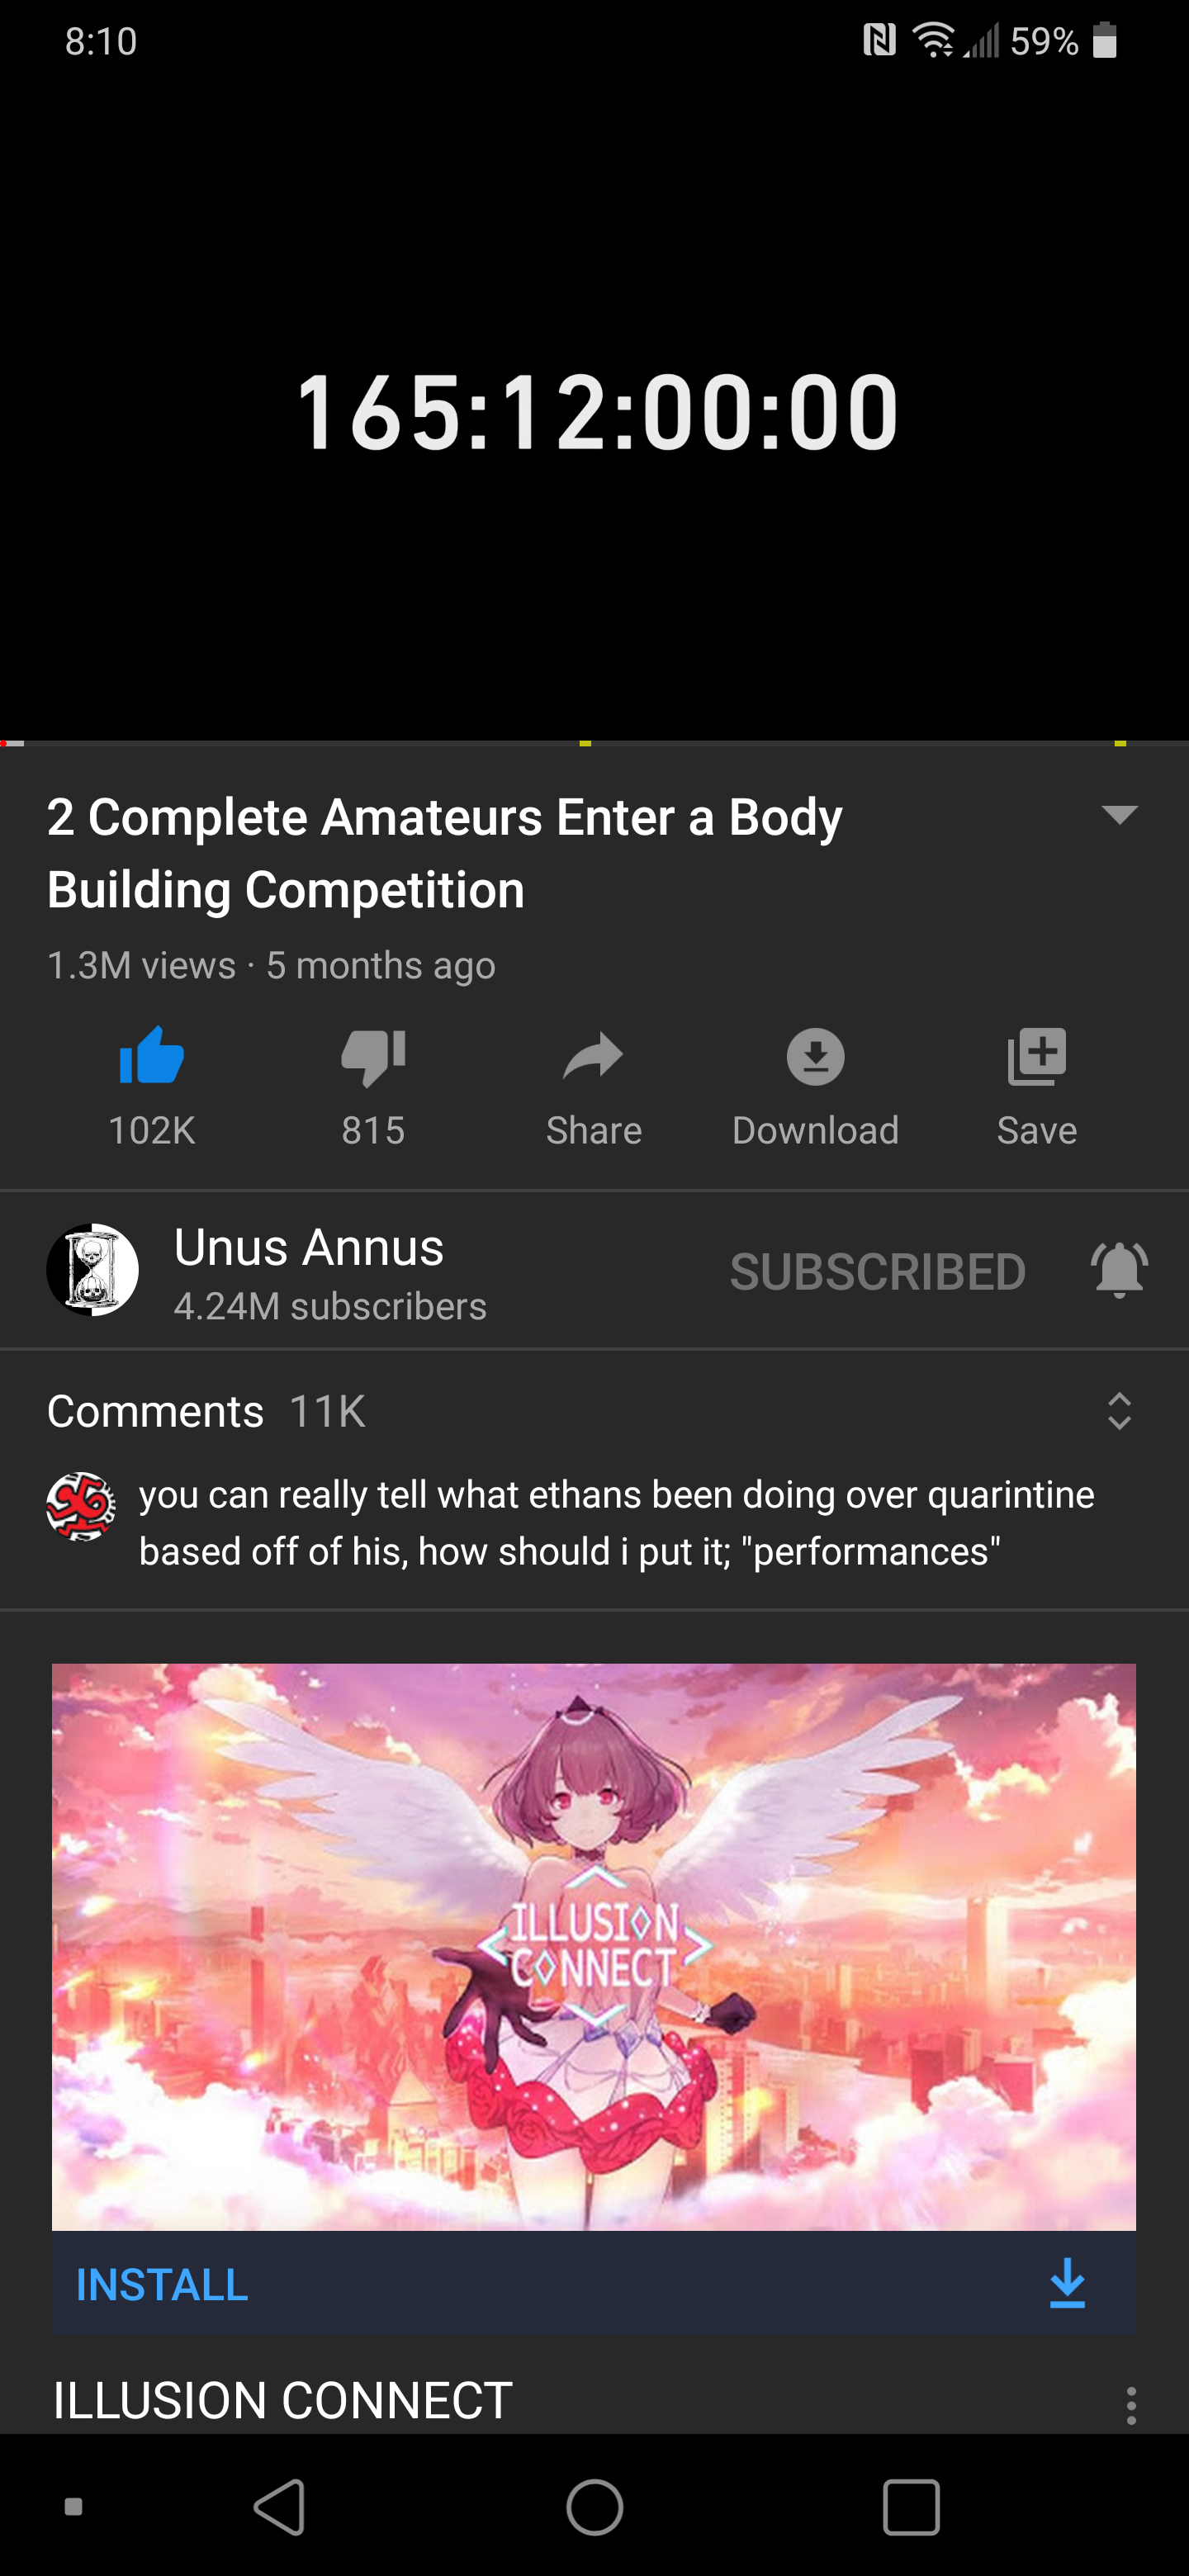 8:10
59%
165:12:00:00
2 Complete Amateurs Enter a Body
Building Competition
1.3M views · 5 months ago
102K
815
Share
Download
Save
Unus Annus
4.24M subscribers
SUBSCRIBED
Comments 11K
you can really tell what ethans been doing over quarintine
based off of his, how should i put it; "performances"
ILLUSION
CONNECT
INSTALL
ILLUSION CONNECT